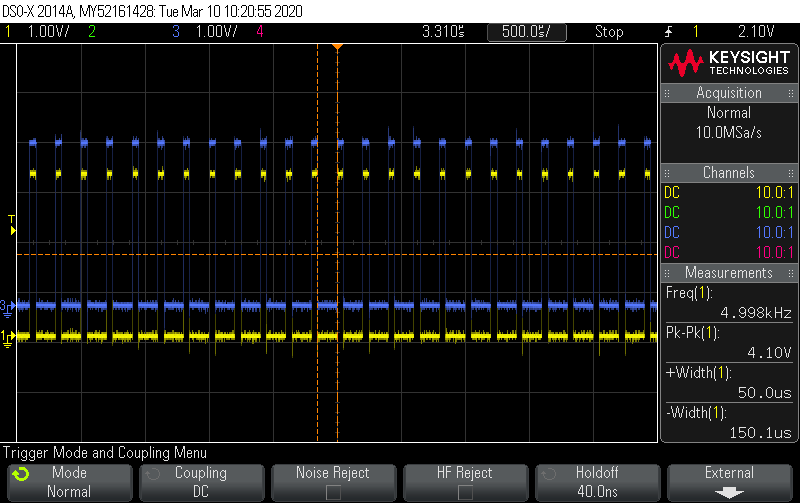 DSO-X 2014A, MY52161428: Tue Mar 10 10:20:55 2020
1 1.00V/ 2 3 1.00V/ 4 3.310s 500.0s/ Stop 1 2.10V
KEYSIGHT
TECHNOLOGIES
Acquisition
Normal
10.0MSa/s
Channels
DC 10.0:1
DC 10.0:1
DC 10.0:1
DC 10.0:1
Measurements
Freq(1):
4.998kHz
Pk-Pk(1):
4.10V
+Width(1):
50.0us
-Width(1):
150.1us
T
3
1
Trigger Mode and Coupling Menu
Mode
Normal
Coupling
DC
Noise Reject
HF Reject
Holdoff
40.0ns
External